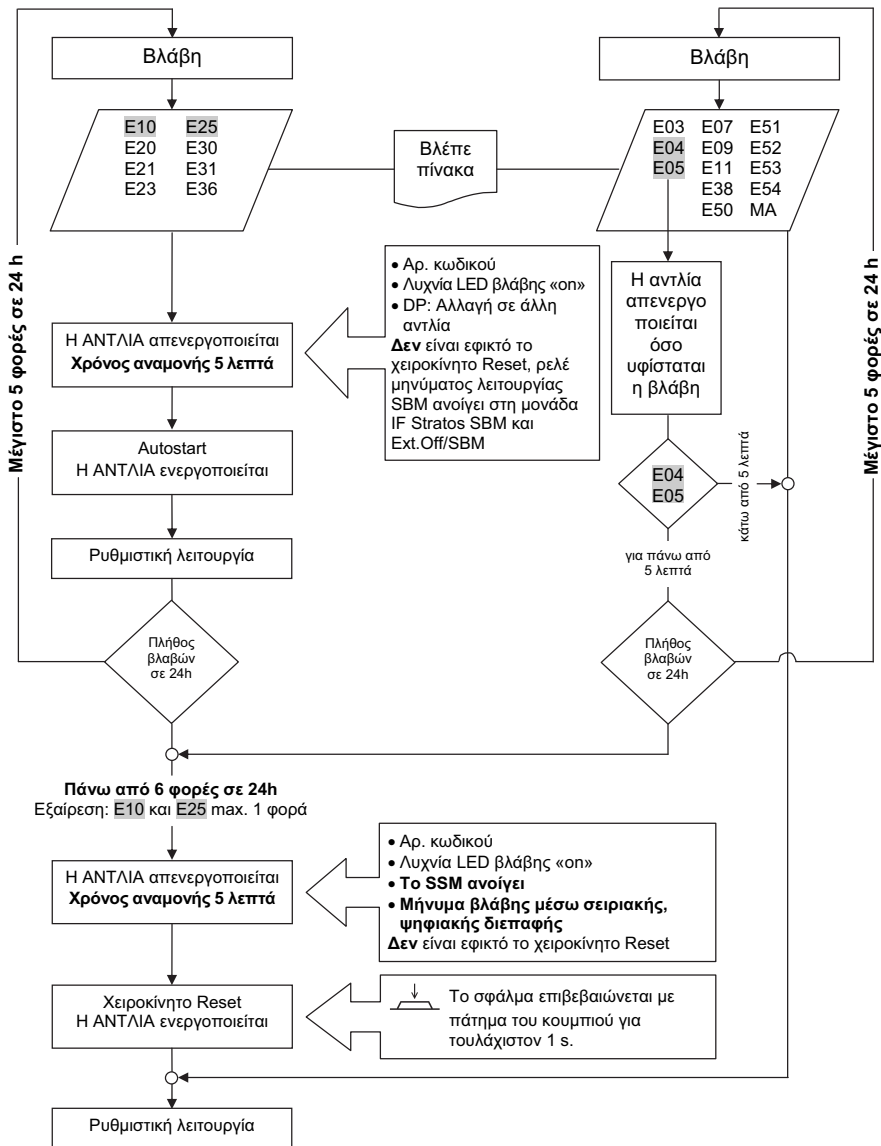 Βλάβη
E10 E25
E20 E30
E21 E31
E23 E36
Βλέπε
πίνακα
Βλάβη
E03 E07 E51
E04 E09 E52
E05 E11 E53
E38 E54
E50 MA
Μέγιστο 5 φορές σε 24 h
Η ΑΝΤΛΙΑ απενεργοποιείται
Χρόνος αναμονής 5 λεπτά
• Αρ. κωδικού
• Λυχνία LED βλάβης «on»
• DP: Αλλαγή σε άλλη
αντλία
Δεν είναι εφικτό το
χειροκίνητο Reset, ρελέ
μηνύματος λειτουργίας
SBM ανοίγει στη μονάδα
IF Stratos SBM και
Ext.Off/SBM
Η αντλία
απενεργο
ποιείται
όσο
υφίσταται
η βλάβη
Μέγιστο 5 φορές σε 24 h
Autostart
Η ΑΝΤΛΙΑ ενεργοποιείται
E04
E05
κάτω από 5 λεπτά
Ρυθμιστική λειτουργία
για πάνω από
5 λεπτά
Πλήθος
βλαβών
σε 24h
Πλήθος
βλαβών
σε 24h
Πάνω από 6 φορές σε 24h
Εξαίρεση: E10 και E25 max. 1 φορά
Η ΑΝΤΛΙΑ απενεργοποιείται
Χρόνος αναμονής 5 λεπτά
• Αρ. κωδικού
• Λυχνία LED βλάβης «on»
• Το SSM ανοίγει
• Μήνυμα βλάβης μέσω σειριακής,
ψηφιακής διεπαφής
Δεν είναι εφικτό το χειροκίνητο Reset
Χειροκίνητο Reset
Η ΑΝΤΛΙΑ ενεργοποιείται
Το σφάλμα επιβεβαιώνεται με
πάτημα του κουμπιού για
τουλάχιστον 1 s.
Ρυθμιστική λειτουργία